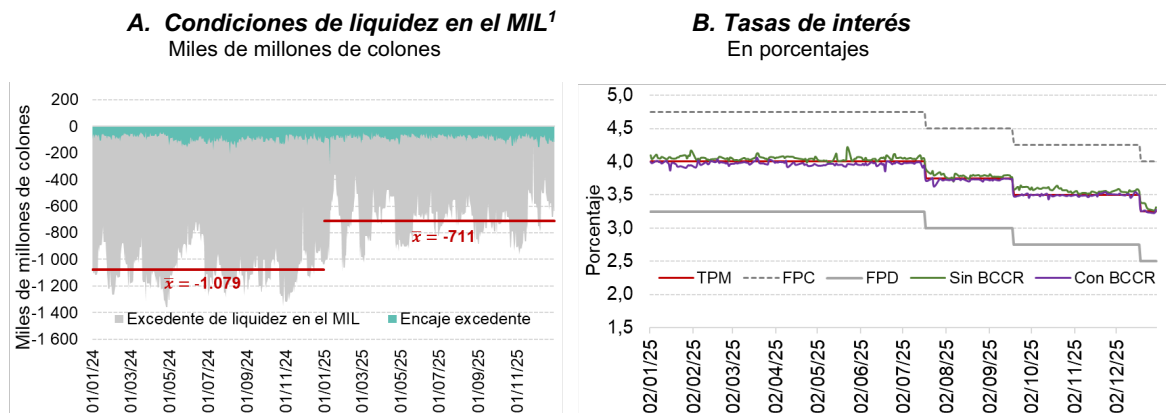 A. Condiciones de liquidez en el MIL¹
Miles de millones de colones
Miles de millones de colones
200
0
-200
-400
-600
-800
-1 000
-1 200
-1 400
-1 600
x̅ = -1.079
x̅ = -711
Excedente de liquidez en el MIL
Encaje excedente
01/01/24
01/03/24
01/05/24
01/07/24
01/09/24
01/11/24
01/01/25
01/03/25
01/05/25
01/07/25
01/09/25
01/11/25
B. Tasas de interés
En porcentajes
Porcentaje
5,0
4,5
4,0
3,5
3,0
2,5
2,0
1,5
TPM
FPC
FPD
Sin BCCR
Con BCCR
02/01/25
02/02/25
02/03/25
02/04/25
02/05/25
02/06/25
02/07/25
02/08/25
02/09/25
02/10/25
02/11/25
02/12/25